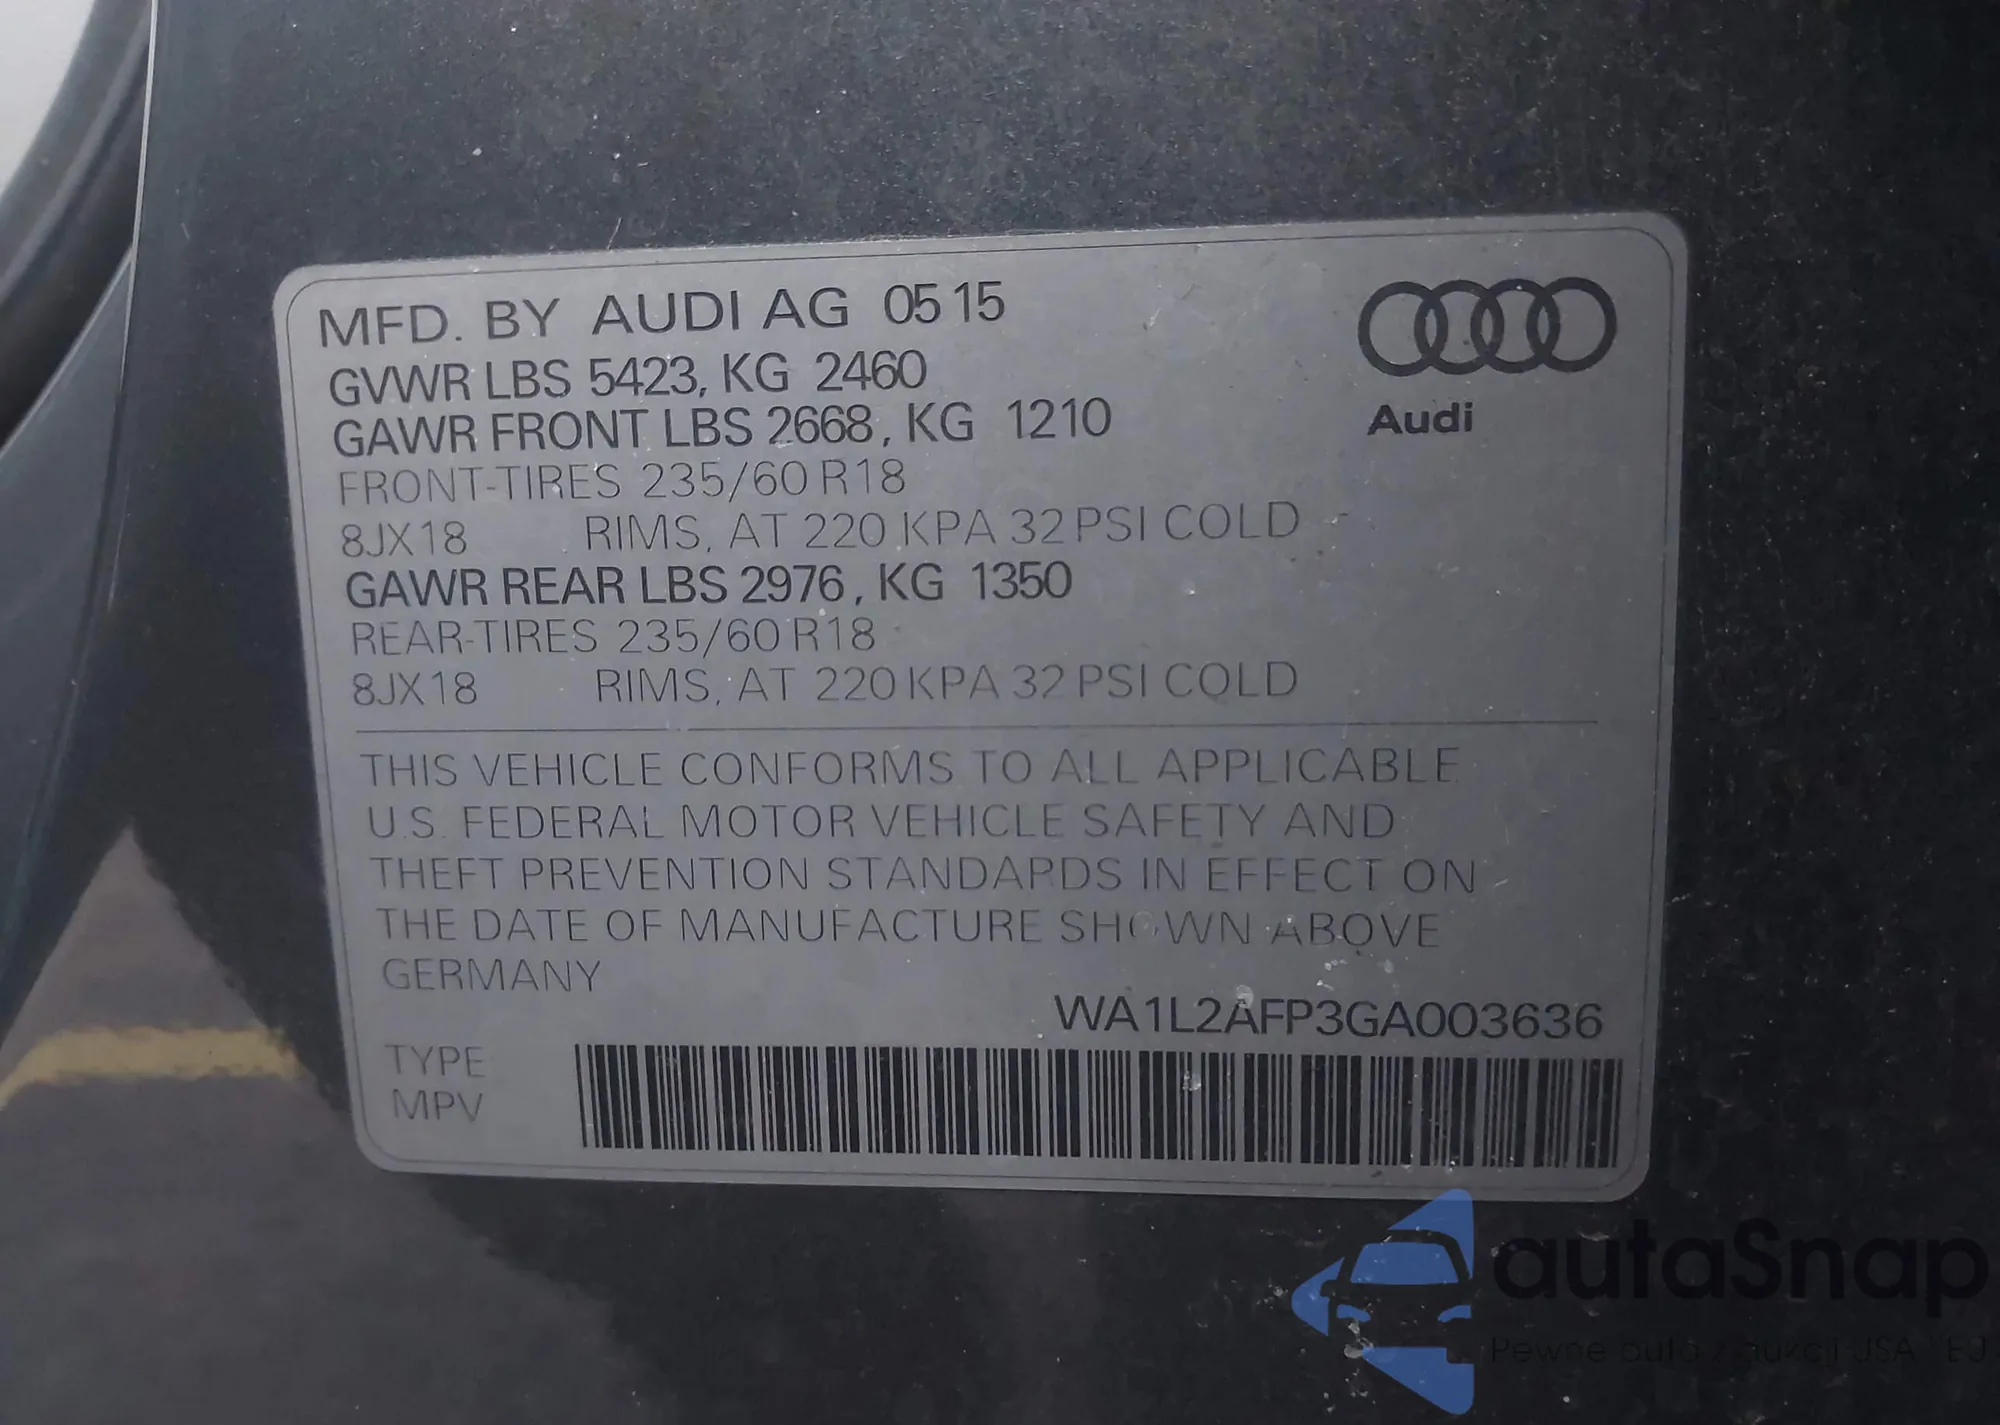 MFD. BY AUDI AG 05 15
GVWR LBS 5423, KG 2460
GAWR FRONT LBS 2668, KG 1210
FRONT-TIRES 235/60 R18
8JX18 RIMS, AT 220 KPA 32 PSI COLD
GAWR REAR LBS 2976, KG 1350
REAR-TIRES 235/60 R18
8JX18 RIMS, AT 220 KPA 32 PSI COLD
Audi
THIS VEHICLE CONFORMS TO ALL APPLICABLE
U.S. FEDERAL MOTOR VEHICLE SAFETY AND
THEFT PREVENTION STANDARDS IN EFFECT ON
THE DATE OF MANUFACTURE SHOWN ABOVE
GERMANY
WA1L2AFP3GA003636
TYPE
MPV
autaSnap
Pewne auta z aukcji USA